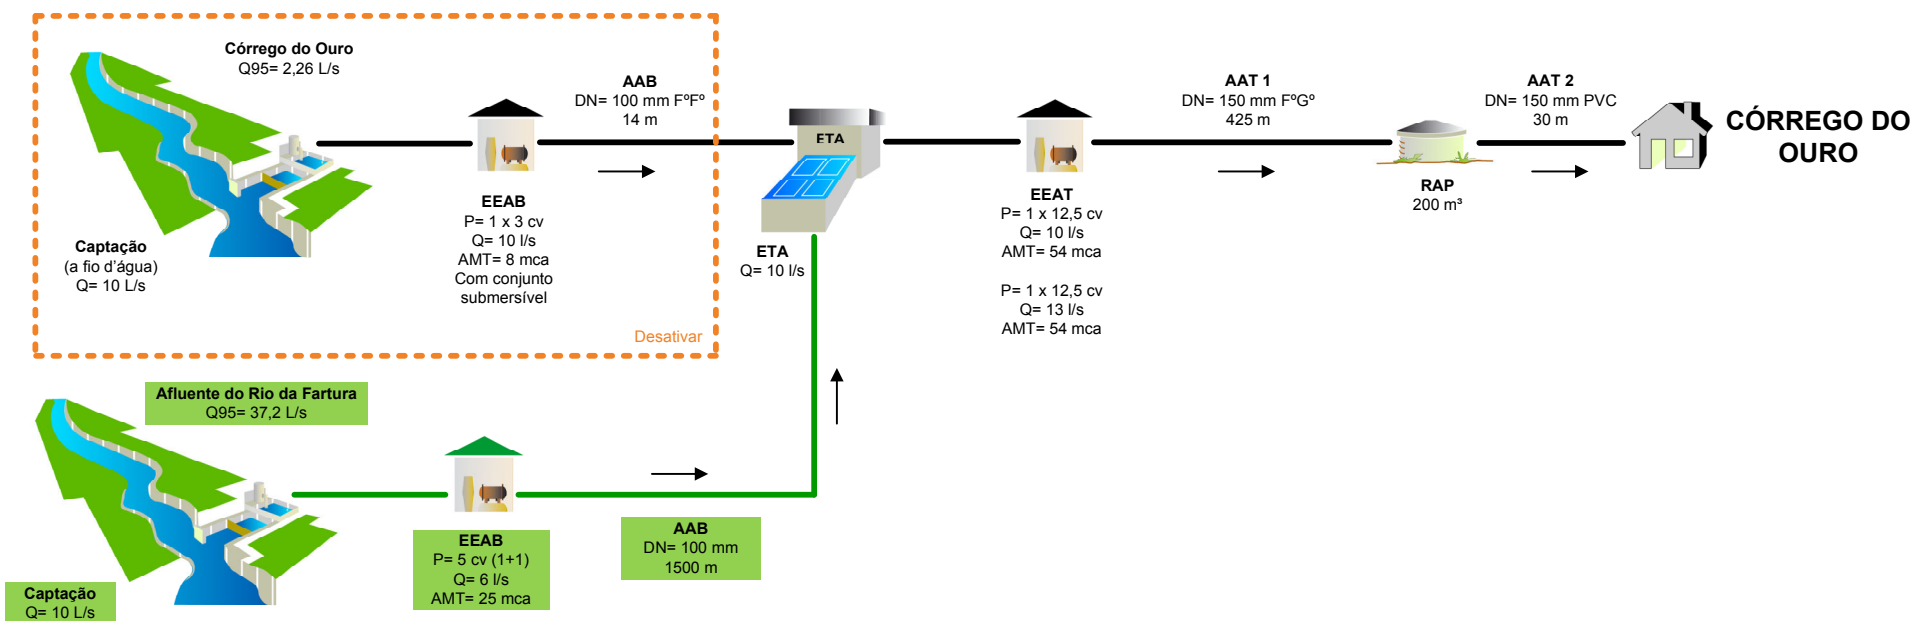 Córrego do Ouro
Q95= 2,26 L/s
Captação
(a fio d'água)
Q= 10 L/s
EEAB
P= 1 x 3 cv
Q= 10 l/s
AMT= 8 mca
Com conjunto
submersível
AAB
DN= 100 mm FºFº
14 m
Desativar
ETA
ETA
Q= 10 l/s
EEAT
P= 1 x 12,5 cv
Q= 10 l/s
AMT= 54 mca
P= 1 x 12,5 cv
Q= 13 l/s
AMT= 54 mca
AAT 1
DN= 150 mm FºGº
425 m
RAP
200 m³
AAT 2
DN= 150 mm PVC
30 m
CÓRREGO DO
OURO
Afluente do Rio da Fartura
Q95= 37,2 L/s
Captação
Q= 10 L/s
EEAB
P= 5 cv (1+1)
Q= 6 l/s
AMT= 25 mca
AAB
DN= 100 mm
1500 m